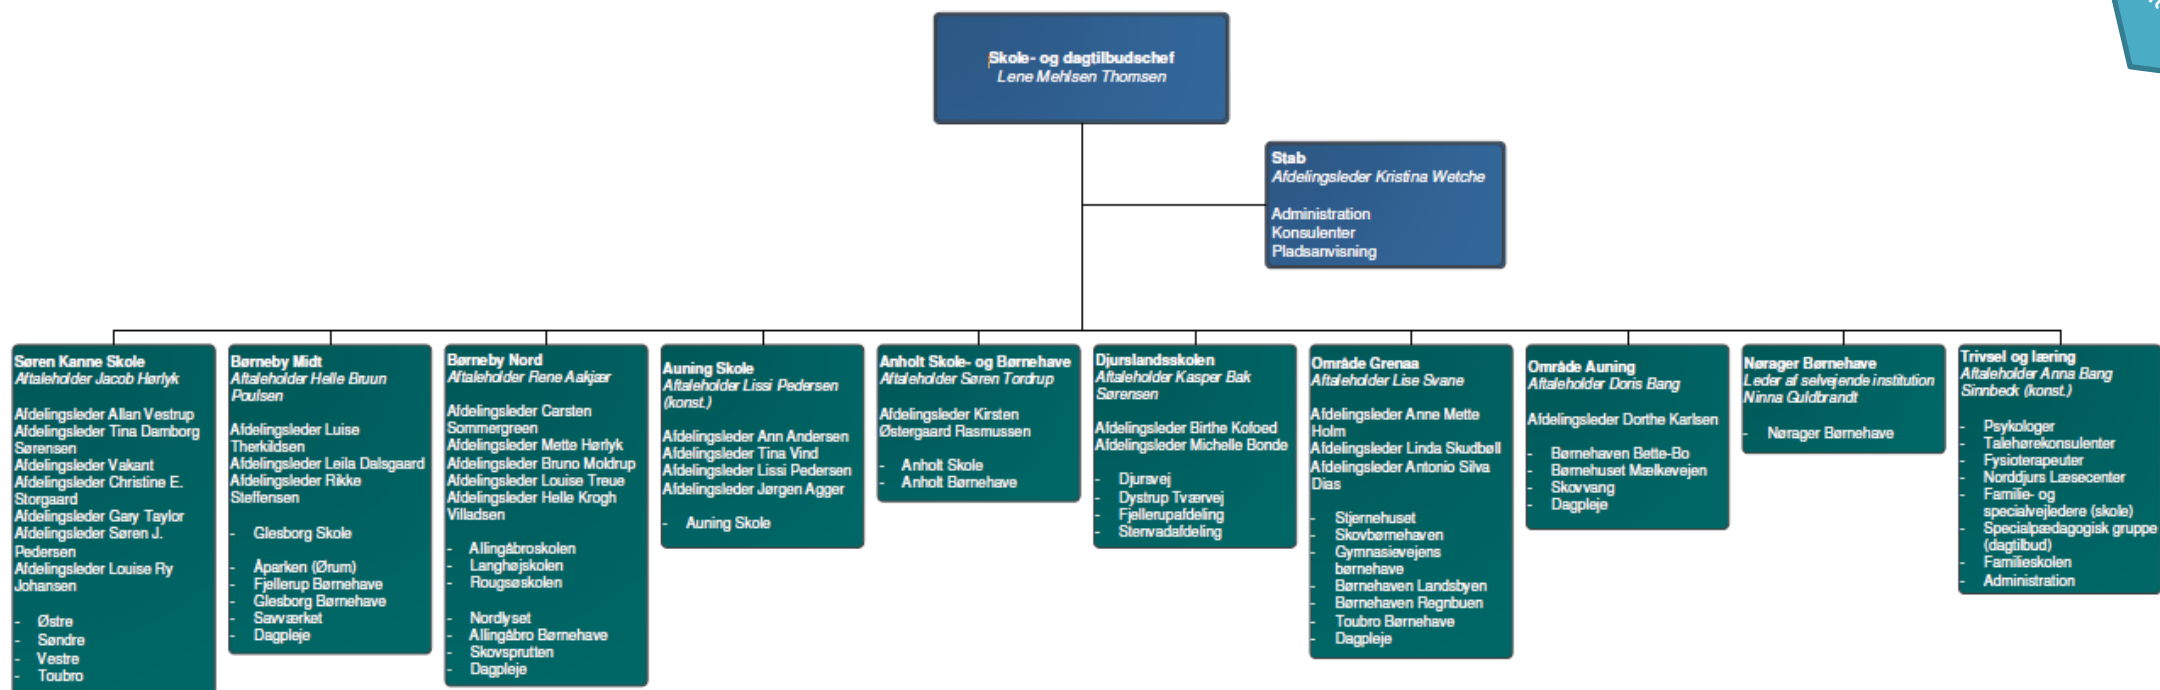 Skole- og dagtilbudschef
Lene Mehlsen Thomsen
Stab
Afdelingsleder Kristina Wetche
Administration
Konsulenter
Pladsanvisning
Søren Kanne Skole
Aftaleholder Jacob Hørlyk
Afdelingsleder Allan Vestrup
Afdelingsleder Tina Damborg
Sørensen
Afdelingsleder Vakant
Afdelingsleder Christine E.
Storgaard
Afdelingsleder Gary Taylor
Afdelingsleder Søren J.
Pedersen
Afdelingsleder Louise Ry
Johansen
- Østre
- Søndre
- Vestre
- Toubro
Børneby Midt
Aftaleholder Helle Bruun
Poulsen
Afdelingsleder Luise
Therkildsen
Afdelingsleder Leila Dalsgaard
Afdelingsleder Rikke
Steffensen
- Glesborg Skole
- Åparken (Ørum)
- Fjellerup Børnehave
- Glesborg Børnehave
- Savværket
- Dagpleje
Børneby Nord
Aftaleholder Rene Aakjær
Afdelingsleder Carsten
Sommergreen
Afdelingsleder Mette Hørlyk
Afdelingsleder Bruno Moldrup
Afdelingsleder Louise Treue
Afdelingsleder Helle Krogh
Villadsen
- Allingåbroskolen
- Langhøjskolen
- Rougsøskolen
- Nordlyset
- Allingåbro Børnehave
- Skovsprutten
- Dagpleje
Auning Skole
Aftaleholder Lissi Pedersen
(konst.)
Afdelingsleder Ann Andersen
Afdelingsleder Tina Vind
Afdelingsleder Lissi Pedersen
Afdelingsleder Jørgen Agger
- Auning Skole
Anholt Skole- og Børnehave
Aftaleholder Søren Tordrup
Afdelingsleder Kirsten
Østergaard Rasmussen
- Anholt Skole
- Anholt Børnehave
Djurslandsskolen
Aftaleholder Kasper Bak
Sørensen
Afdelingsleder Birthe Kofoed
Afdelingsleder Michelle Bonde
- Djursvej
- Dystrup Tværvej
- Fjellerupafdeling
- Stenvadafdeling
Område Grenaa
Aftaleholder Lise Svane
Afdelingsleder Anne Mette
Holm
Afdelingsleder Linda Skudbøll
Afdelingsleder Antonio Silva
Dias
- Stjernehuset
- Skovbørnehaven
- Gymnasievejens
børnehave
- Børnehaven Landsbyen
- Børnehaven Regnbuen
- Toubro Børnehave
- Dagpleje
Område Auning
Aftaleholder Doris Bang
Afdelingsleder Dorthe Karlsen
- Børnehaven Bette-Bo
- Børnehuset Mælkevejen
- Skovvang
- Dagpleje
Nørager Børnehave
Leder af selvejende institution
Ninna Guldbrandt
- Nørager Børnehave
Trivsel og læring
Aftaleholder Anna Bang
Sinnbeck (konst.)
- Psykologer
- Talehørekonsulenter
- Fysioterapeuter
- Norddjurs Læsecenter
- Familie- og
specialvejledere (skole)
- Specialpædagogisk gruppe
(dagtilbud)
- Familieskolen
- Administration